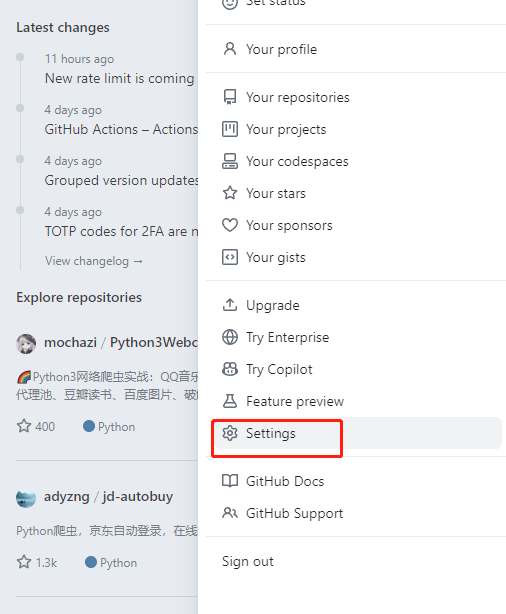 Latest changes
11 hours ago
New rate limit is coming
4 days ago
GitHub Actions – Actions
4 days ago
Grouped version updates
4 days ago
TOTP codes for 2FA are n
View changelog →
Explore repositories
mochazi / Python3Webc
🌈Python3网络爬虫实战：QQ音乐
代理池、豆瓣读书、百度图片、破解
400
Python
adyzng / jd-autobuy
Python爬虫，京东自动登录，在线
1.3k
Python
Set status
Your profile
Your repositories
Your projects
Your codespaces
Your stars
Your sponsors
Your gists
Upgrade
Try Enterprise
Try Copilot
Feature preview
Settings
GitHub Docs
GitHub Support
Sign out